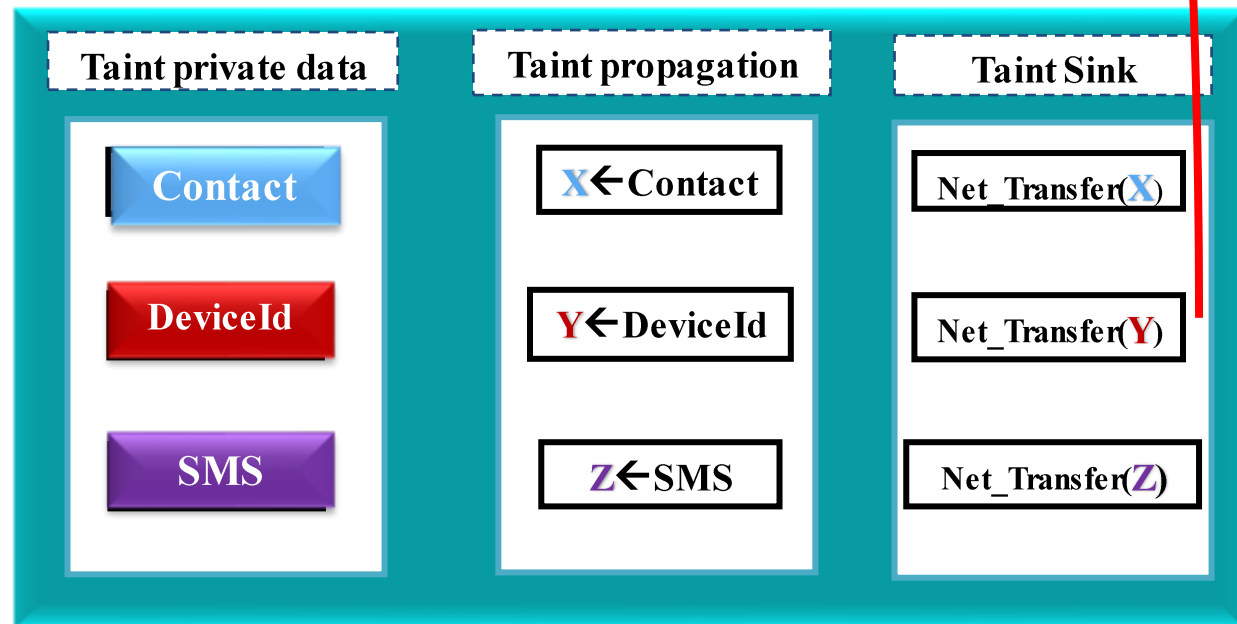 Taint private data
Contact
DeviceId
SMS
Taint propagation
X←Contact
Y←DeviceId
Z←SMS
Taint Sink
Net_Transfer(X)
Net_Transfer(Y)
Net_Transfer(Z)